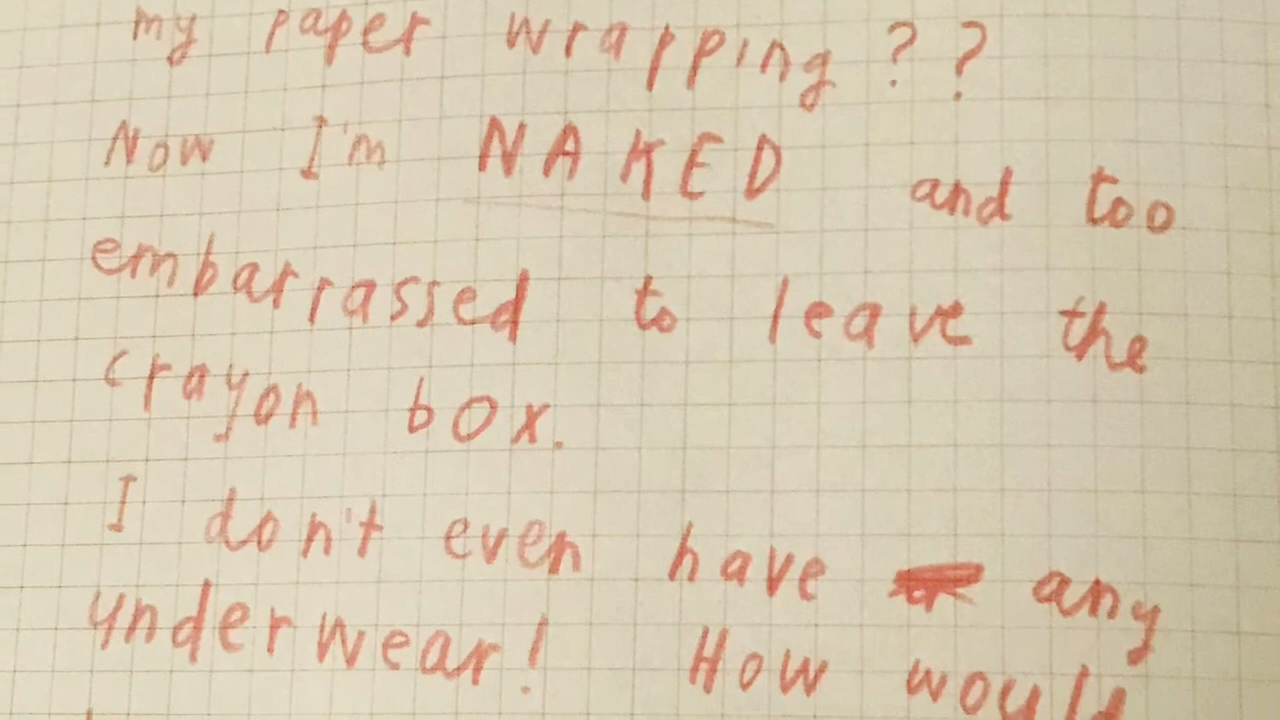 my paper wrapping ??
Now I'm NAKED and too
embarrassed to leave the
crayon box.
I don't even have any
underwear! How would